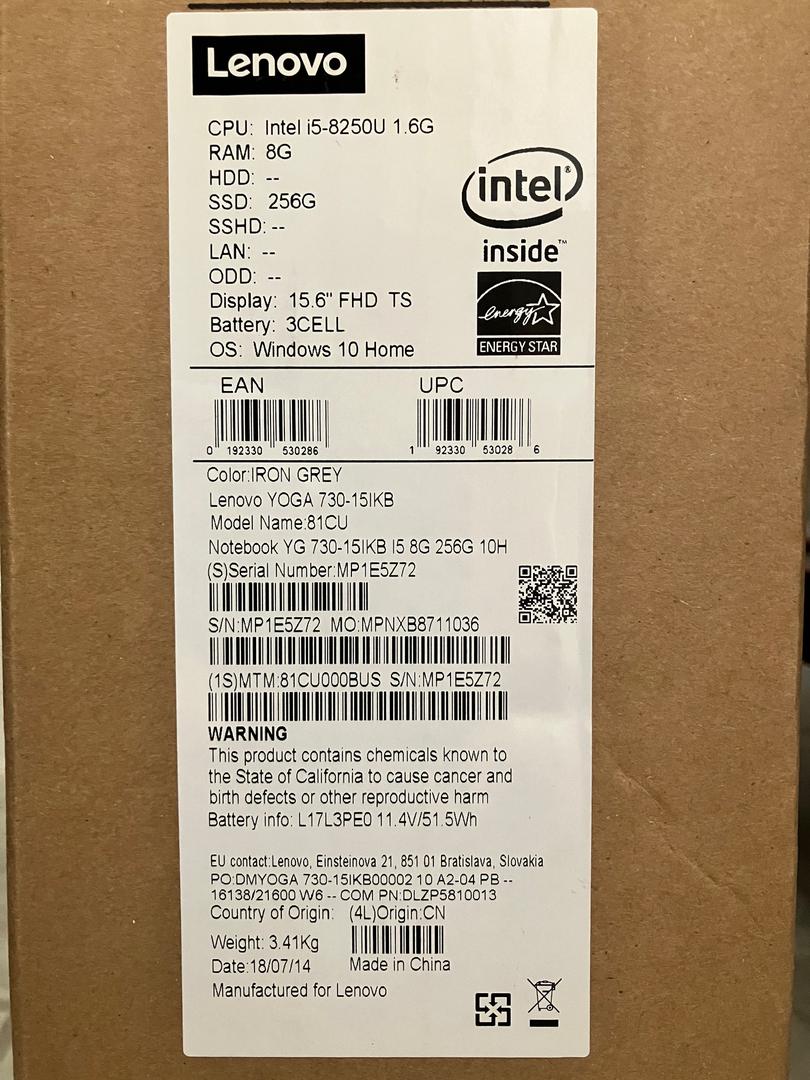 Lenovo
CPU: Intel i5-8250U 1.6G
RAM: 8G
HDD: --
SSD: 256G
SSHD: --
LAN: --
ODD: --
Display: 15.6" FHD TS
Battery: 3CELL
OS: Windows 10 Home
intel®
inside™
energy
ENERGY STAR
EAN UPC
0 192330 530286 1 92330 53028 6
Color:IRON GREY
Lenovo YOGA 730-15IKB
Model Name:81CU
Notebook YG 730-15IKB I5 8G 256G 10H
(S)Serial Number:MP1E5Z72
S/N:MP1E5Z72 MO:MPNXB8711036
(1S)MTM:81CU000BUS S/N:MP1E5Z72
WARNING
This product contains chemicals known to
the State of California to cause cancer and
birth defects or other reproductive harm
Battery info: L17L3PE0 11.4V/51.5Wh
EU contact:Lenovo, Einsteinova 21, 851 01 Bratislava, Slovakia
PO:DMYOGA 730-15IKB00002 10 A2-04 PB --
16138/21600 W6 -- COM PN:DLZP5810013
Country of Origin: (4L)Origin:CN
Weight: 3.41Kg
Date:18/07/14 Made in China
Manufactured for Lenovo